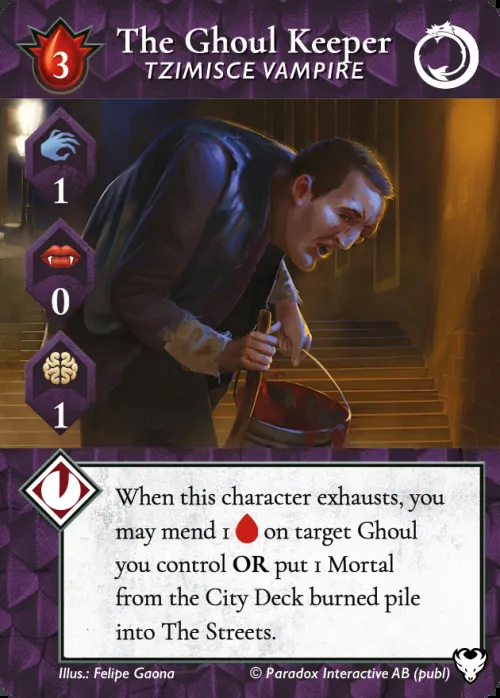 3
The Ghoul Keeper
TZIMISCE VAMPIRE
1
0
1
When this character exhausts, you
may mend 1 on target Ghoul
you control OR put 1 Mortal
from the City Deck burned pile
into The Streets.
Illus.: Felipe Gaona
© Paradox Interactive AB (publ)